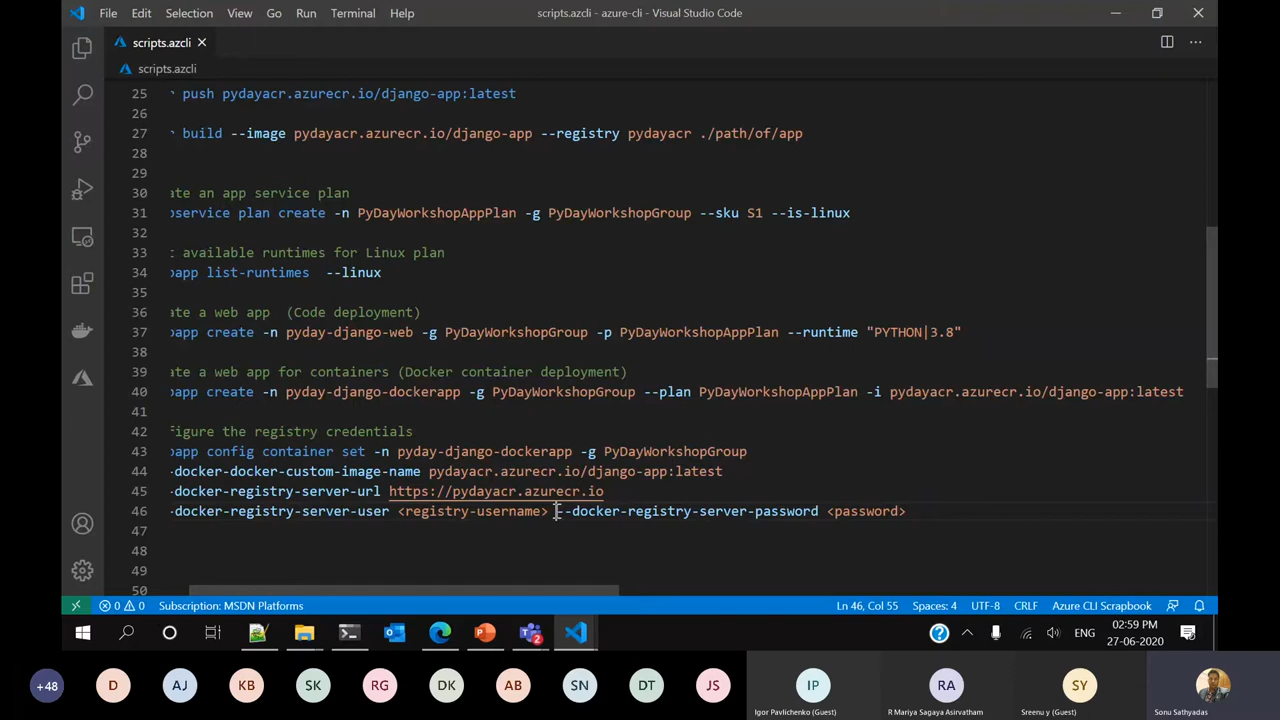 File Edit Selection View Go Run Terminal Help scripts.azcli - azure-cli - Visual Studio Code
scripts.azcli
scripts.azcli
25 push pydayacr.azurecr.io/django-app:latest
26
27 build --image pydayacr.azurecr.io/django-app --registry pydayacr ./path/of/app
28
29
30 ate an app service plan
31 service plan create -n PyDayWorkshopAppPlan -g PyDayWorkshopGroup --sku S1 --is-linux
32
33 t available runtimes for Linux plan
34 app list-runtimes --linux
35
36 ate a web app (Code deployment)
37 app create -n pyday-django-web -g PyDayWorkshopGroup -p PyDayWorkshopAppPlan --runtime "PYTHON|3.8"
38
39 ate a web app for containers (Docker container deployment)
40 app create -n pyday-django-dockerapp -g PyDayWorkshopGroup --plan PyDayWorkshopAppPlan -i pydayacr.azurecr.io/django-app:latest
41
42 figure the registry credentials
43 app config container set -n pyday-django-dockerapp -g PyDayWorkshopGroup
44 -docker-docker-custom-image-name pydayacr.azurecr.io/django-app:latest
45 -docker-registry-server-url https://pydayacr.azurecr.io
46 -docker-registry-server-user <registry-username> --docker-registry-server-password <password>
47
48
49
50
0 0 Subscription: MSDN Platforms Ln 46, Col 55 Spaces: 4 UTF-8 CRLF Azure CLI Scrapbook
2 ENG 02:59 PM
27-06-2020
+48 D AJ KB SK RG DK AB SN DT JS IP RA SY
Igor Pavlichenko (Guest) R Mariya Sagaya Asirvatham Sreenu y (Guest) Sonu Sathyadas